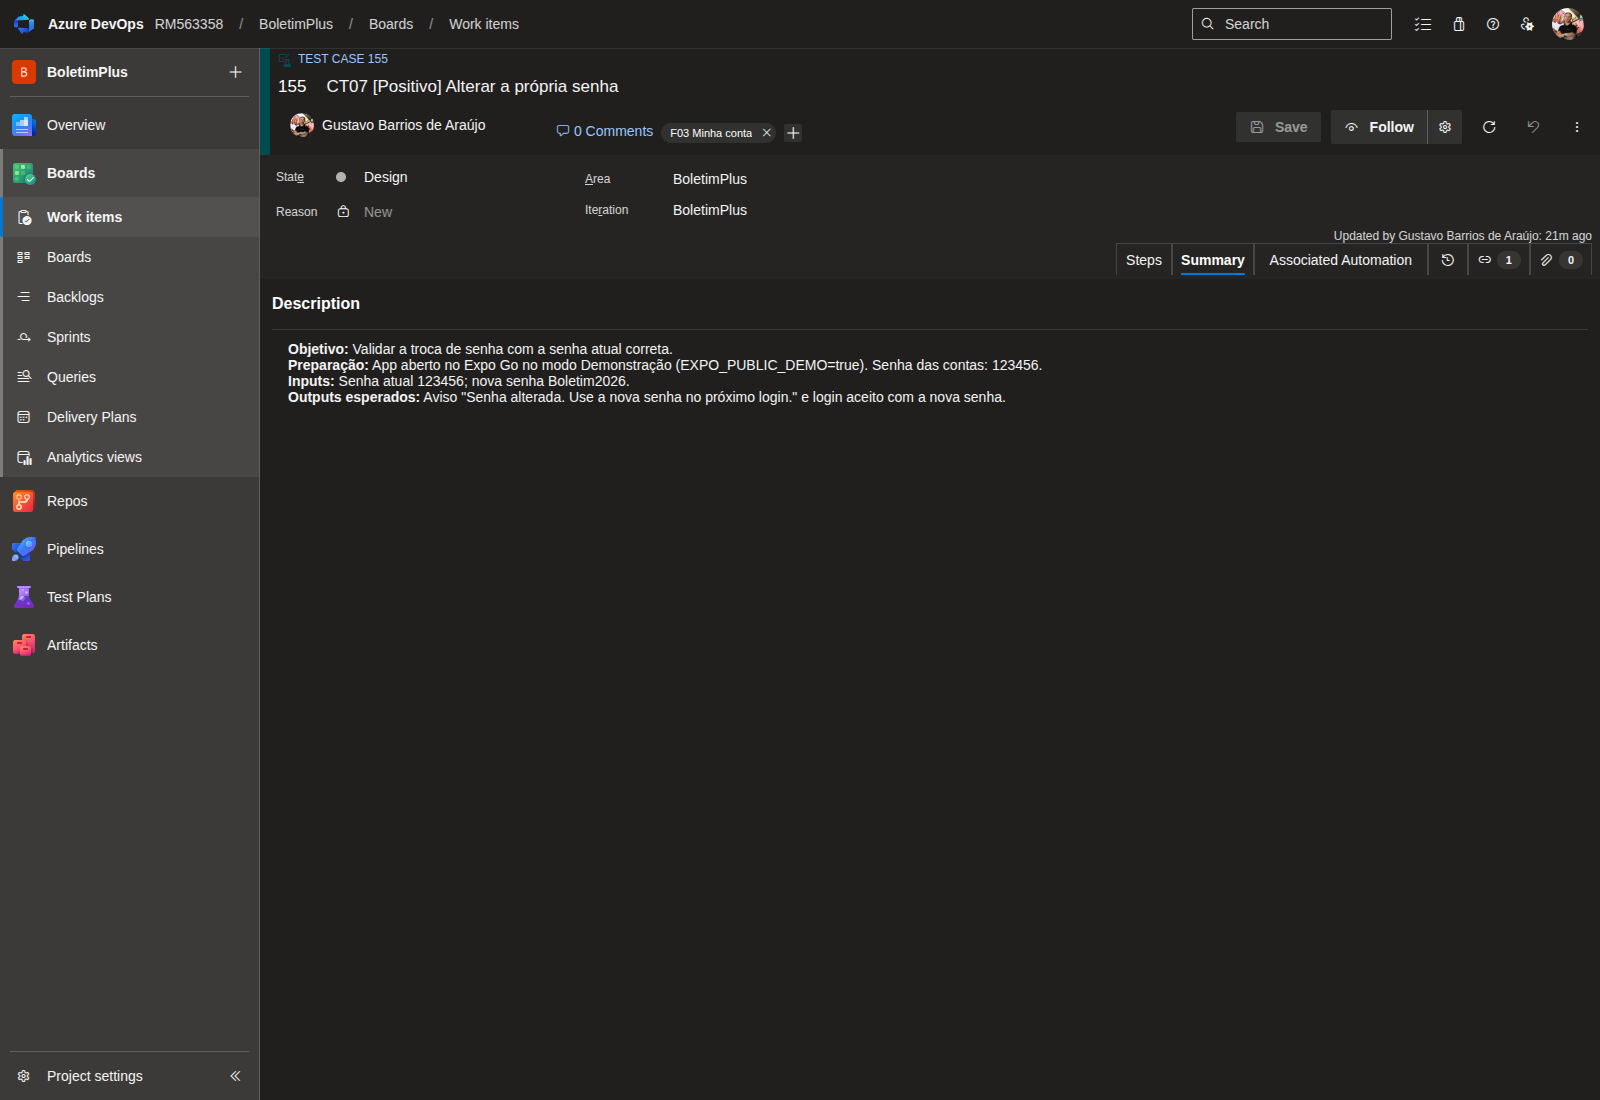 Azure DevOps RM563358 / BoletimPlus / Boards / Work items
Search
B BoletimPlus
Overview
Boards
Work items
Boards
Backlogs
Sprints
Queries
Delivery Plans
Analytics views
Repos
Pipelines
Test Plans
Artifacts
Project settings
TEST CASE 155
155 CT07 [Positivo] Alterar a própria senha
Gustavo Barrios de Araújo
0 Comments
F03 Minha conta
Save
Follow
State Design
Area BoletimPlus
Reason New
Iteration BoletimPlus
Updated by Gustavo Barrios de Araújo: 21m ago
Steps Summary Associated Automation 1 0
Description
Objetivo: Validar a troca de senha com a senha atual correta.
Preparação: App aberto no Expo Go no modo Demonstração (EXPO_PUBLIC_DEMO=true). Senha das contas: 123456.
Inputs: Senha atual 123456; nova senha Boletim2026.
Outputs esperados: Aviso "Senha alterada. Use a nova senha no próximo login." e login aceito com a nova senha.